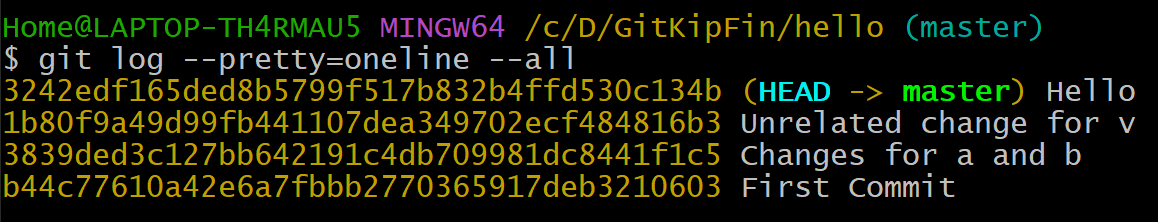 Home@LAPTOP-TH4RMAU5 MINGW64 /c/D/GitKipFin/hello (master)
$ git log --pretty=oneline --all
3242edf165ded8b5799f517b832b4ffd530c134b (HEAD -> master) Hello
1b80f9a49d99fb441107dea349702ecf484816b3 Unrelated change for v
3839ded3c127bb642191c4db709981dc8441f1c5 Changes for a and b
b44c77610a42e6a7fbbb2770365917deb3210603 First Commit